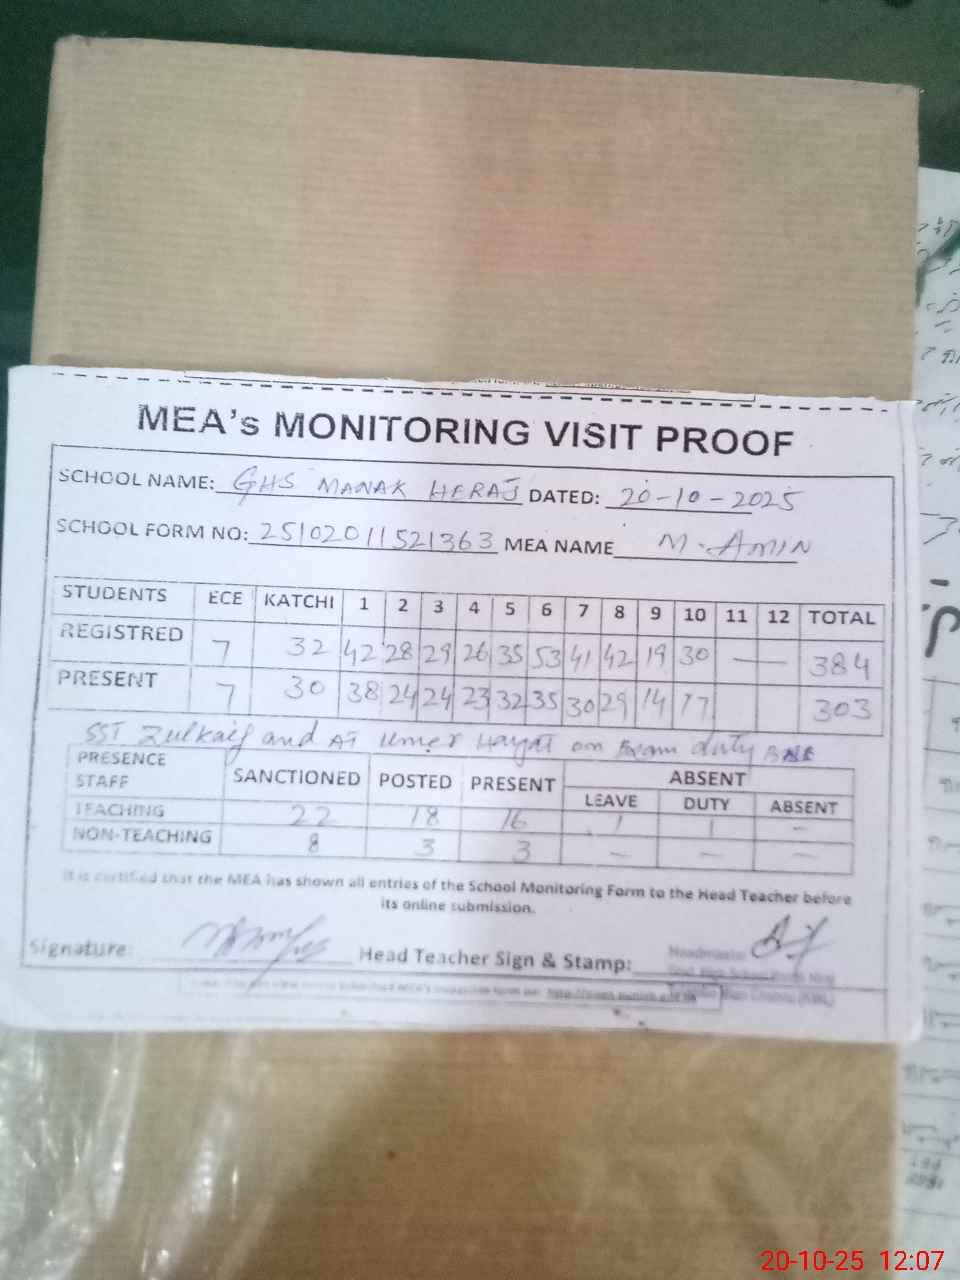 MEA's MONITORING VISIT PROOF
SCHOOL NAME: GHS MANAK HERAJ DATED: 20-10-2025
SCHOOL FORM NO: 25102011521363 MEA NAME M. AMIN
STUDENTS ECE KATCHI 1 2 3 4 5 6 7 8 9 10 11 12 TOTAL
REGISTRED 7 32 42 28 29 26 35 53 41 42 19 30 — 384
PRESENT 7 30 38 24 24 23 32 35 30 29 14 17 303
SST Zulkaif and AT Umer Hayat on Exam duty
PRESENCE STAFF SANCTIONED POSTED PRESENT ABSENT
LEAVE DUTY ABSENT
TEACHING 22 18 16 1 1 —
NON-TEACHING 8 3 3 — — —
It is certified that the MEA has shown all entries of the School Monitoring Form to the Head Teacher before
its online submission.
Signature: Head Teacher Sign & Stamp:
Headmaster
20-10-25 12:07